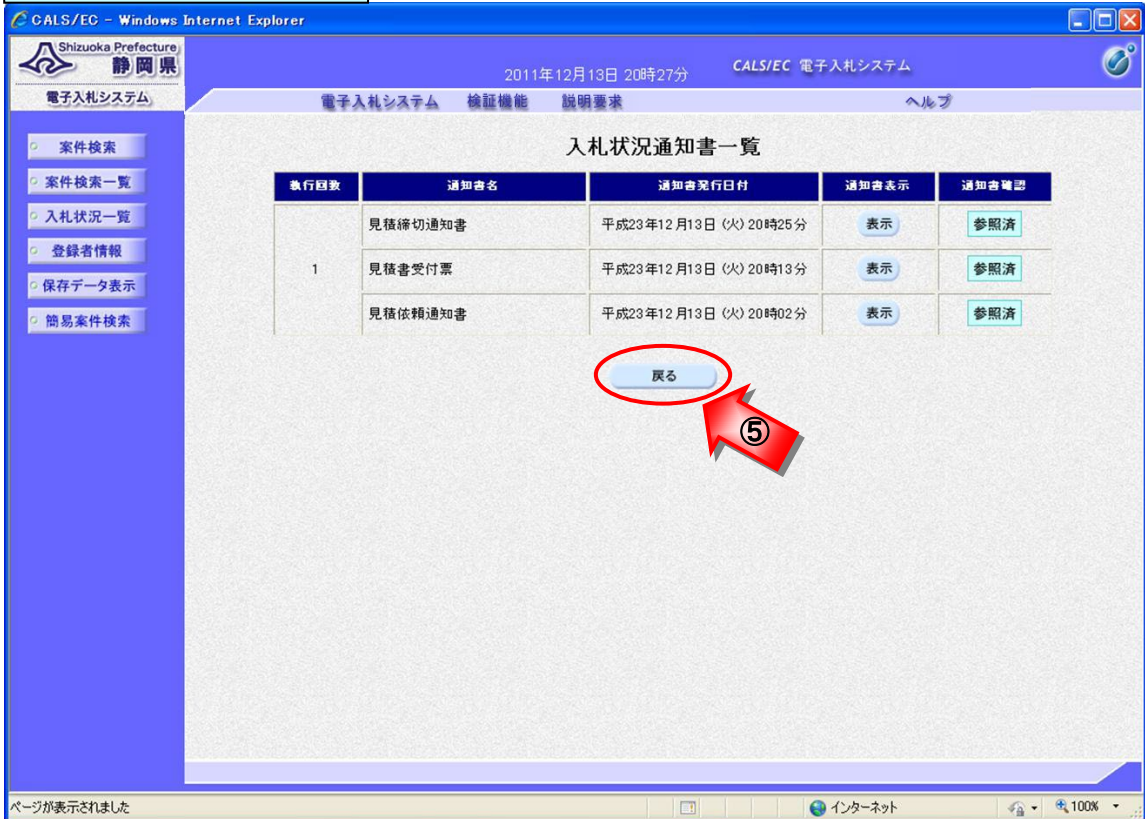 CALS/EC - Windows Internet Explorer
Shizuoka Prefecture
静岡県
2011年12月13日 20時27分
CALS/EC 電子入札システム
電子入札システム
電子入札システム 検証機能 説明要求 ヘルプ
案件検索
案件検索一覧
入札状況一覧
登録者情報
保存データ表示
簡易案件検索
入札状況通知書一覧
執行回数 通知書名 通知書発行日付 通知書表示 通知書確認
見積締切通知書 平成23年12月13日 (火) 20時25分 表示 参照済
1 見積書受付票 平成23年12月13日 (火) 20時13分 表示 参照済
見積依頼通知書 平成23年12月13日 (火) 20時02分 表示 参照済
戻る
⑤
ページが表示されました
インターネット
100%